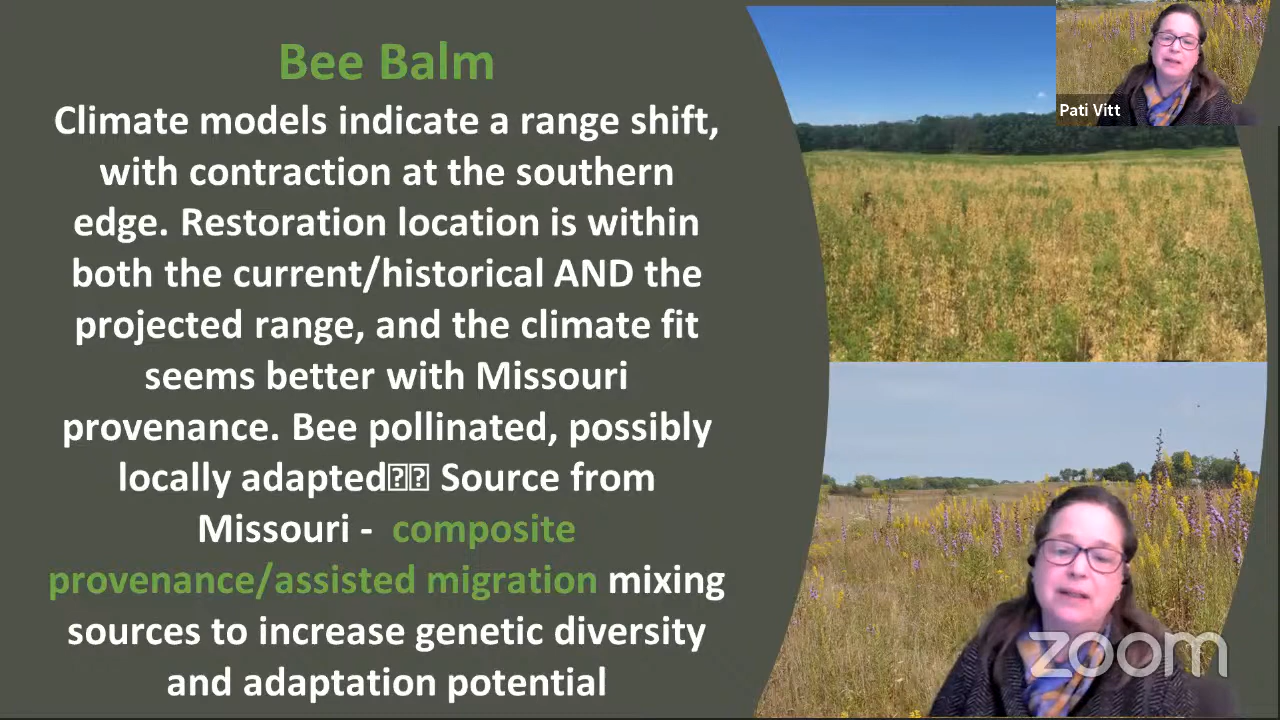 Bee Balm
Climate models indicate a range shift,
with contraction at the southern
edge. Restoration location is within
both the current/historical AND the
projected range, and the climate fit
seems better with Missouri
provenance. Bee pollinated, possibly
locally adapted⍰⍰ Source from
Missouri - composite
provenance/assisted migration mixing
sources to increase genetic diversity
and adaptation potential
Pati Vitt
zoom